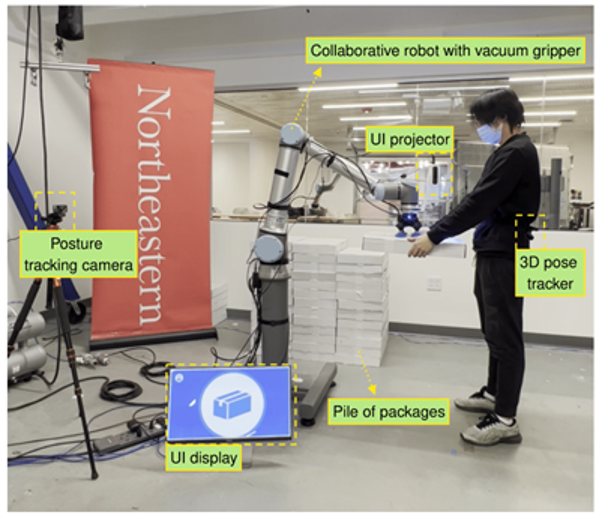 Collaborative robot with vacuum gripper
UI projector
Northeastern
Posture
tracking camera
3D pose
tracker
Pile of packages
UI display